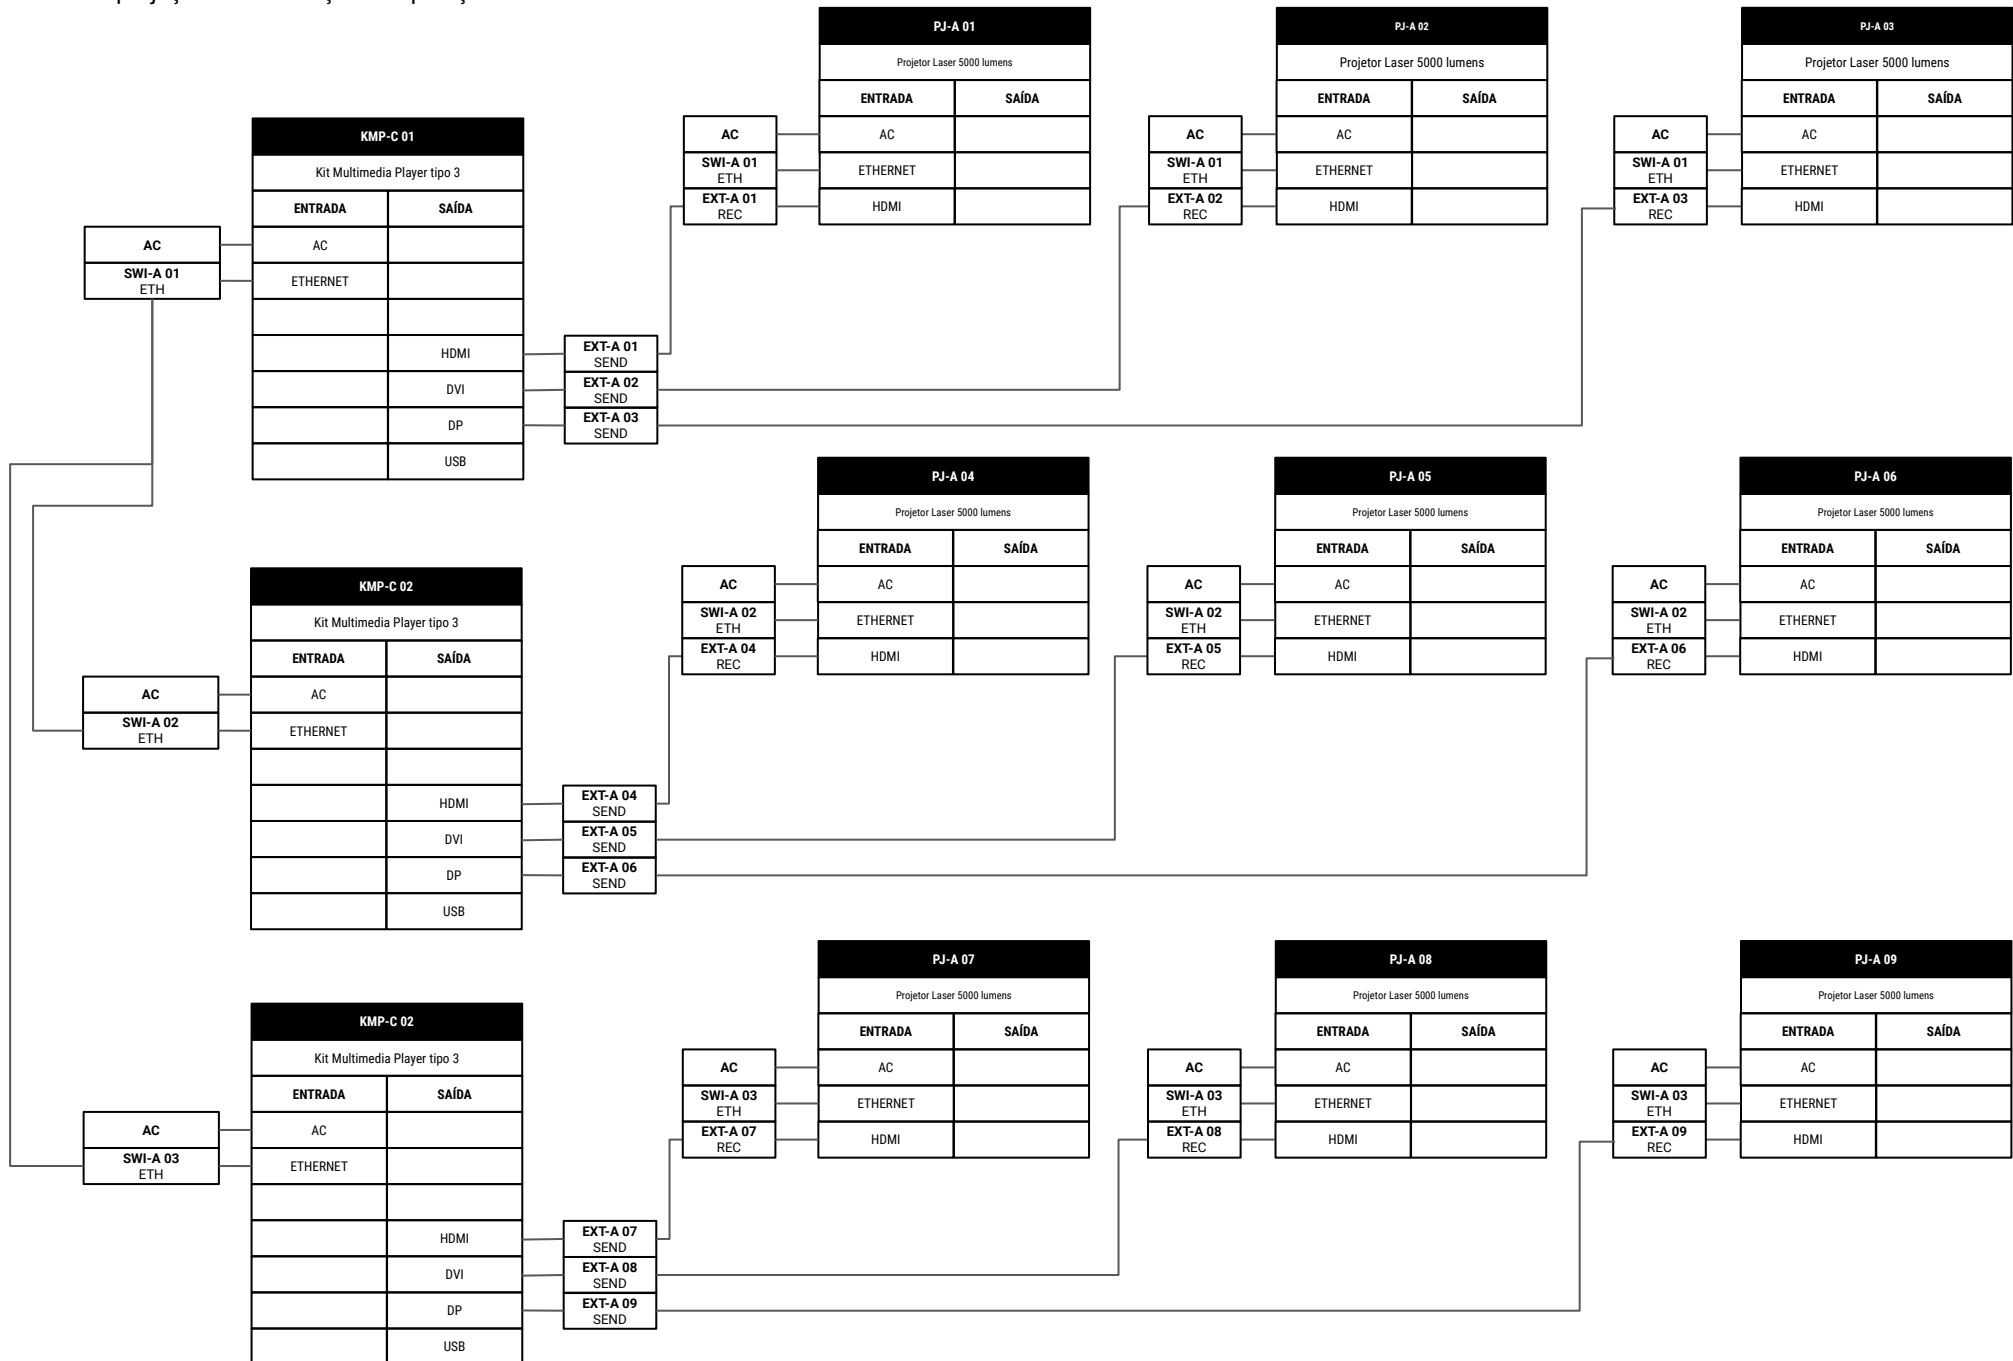 PJ-A 01
Projetor Laser 5000 lumens
ENTRADA SAÍDA
AC AC
SWI-A 01
ETH
ETHERNET
EXT-A 01
REC
HDMI
PJ-A 02
Projetor Laser 5000 lumens
ENTRADA SAÍDA
AC AC
SWI-A 01
ETH
ETHERNET
EXT-A 02
REC
HDMI
PJ-A 03
Projetor Laser 5000 lumens
ENTRADA SAÍDA
AC AC
SWI-A 01
ETH
ETHERNET
EXT-A 03
REC
HDMI
KMP-C 01
Kit Multimedia Player tipo 3
ENTRADA SAÍDA
AC AC
SWI-A 01
ETH
ETHERNET
HDMI
EXT-A 01
SEND
DVI
EXT-A 02
SEND
DP
EXT-A 03
SEND
USB
PJ-A 04
Projetor Laser 5000 lumens
ENTRADA SAÍDA
AC AC
SWI-A 02
ETH
ETHERNET
EXT-A 04
REC
HDMI
PJ-A 05
Projetor Laser 5000 lumens
ENTRADA SAÍDA
AC AC
SWI-A 02
ETH
ETHERNET
EXT-A 05
REC
HDMI
PJ-A 06
Projetor Laser 5000 lumens
ENTRADA SAÍDA
AC AC
SWI-A 02
ETH
ETHERNET
EXT-A 06
REC
HDMI
KMP-C 02
Kit Multimedia Player tipo 3
ENTRADA SAÍDA
AC AC
SWI-A 02
ETH
ETHERNET
HDMI
EXT-A 04
SEND
DVI
EXT-A 05
SEND
DP
EXT-A 06
SEND
USB
PJ-A 07
Projetor Laser 5000 lumens
ENTRADA SAÍDA
AC AC
SWI-A 03
ETH
ETHERNET
EXT-A 07
REC
HDMI
PJ-A 08
Projetor Laser 5000 lumens
ENTRADA SAÍDA
AC AC
SWI-A 03
ETH
ETHERNET
EXT-A 08
REC
HDMI
PJ-A 09
Projetor Laser 5000 lumens
ENTRADA SAÍDA
AC AC
SWI-A 03
ETH
ETHERNET
EXT-A 09
REC
HDMI
KMP-C 02
Kit Multimedia Player tipo 3
ENTRADA SAÍDA
AC AC
SWI-A 03
ETH
ETHERNET
HDMI
EXT-A 07
SEND
DVI
EXT-A 08
SEND
DP
EXT-A 09
SEND
USB